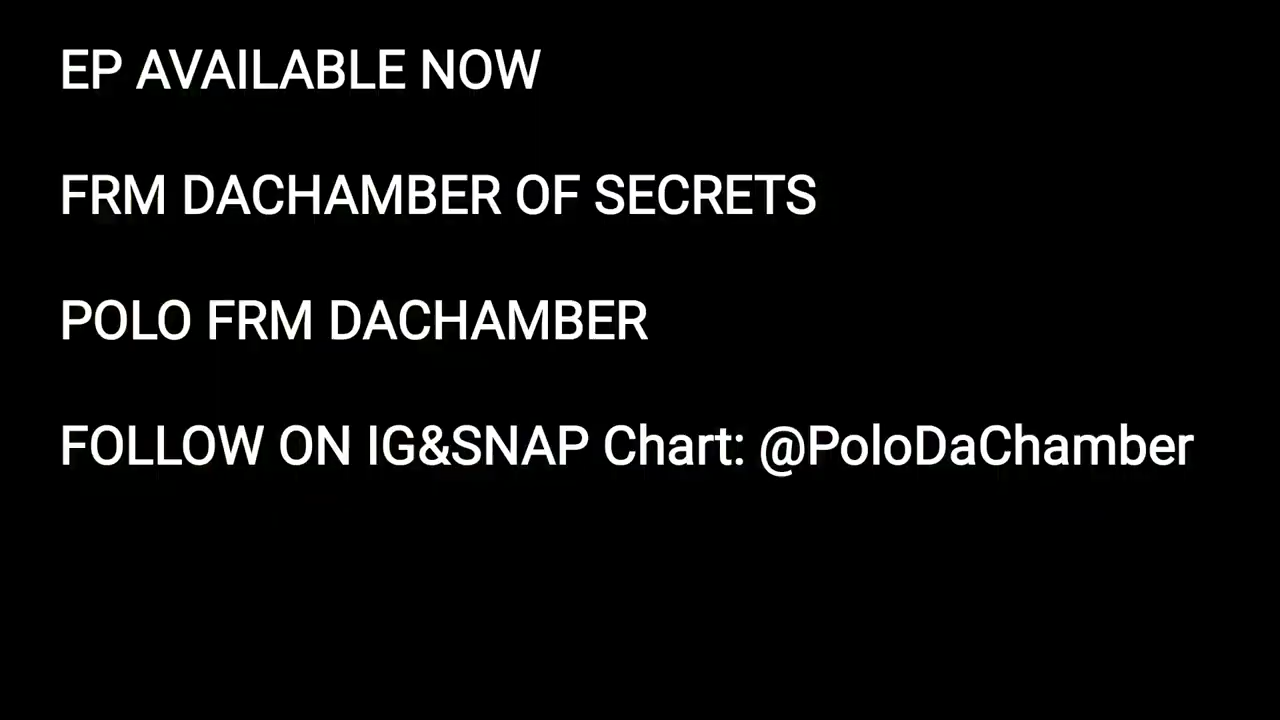 EP AVAILABLE NOW
FRM DACHAMBER OF SECRETS
POLO FRM DACHAMBER
FOLLOW ON IG&SNAP Chart: @PoloDaChamber